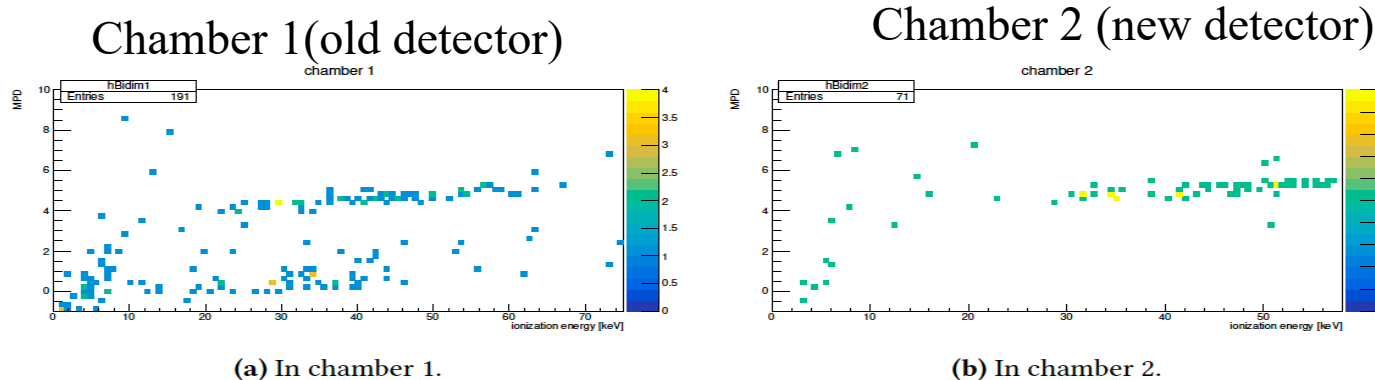 Chamber 1(old detector)
Chamber 2 (new detector)
chamber 1
hBidim1
Entries 191
MPD
10
8
6
4
2
0
0 10 20 30 40 50 60 70
ionization energy [keV]
4
3.5
3
2.5
2
1.5
1
0.5
0
(a) In chamber 1.
chamber 2
hBidim2
Entries 71
MPD
10
8
6
4
2
0
0 10 20 30 40 50
ionization energy [keV]
(b) In chamber 2.